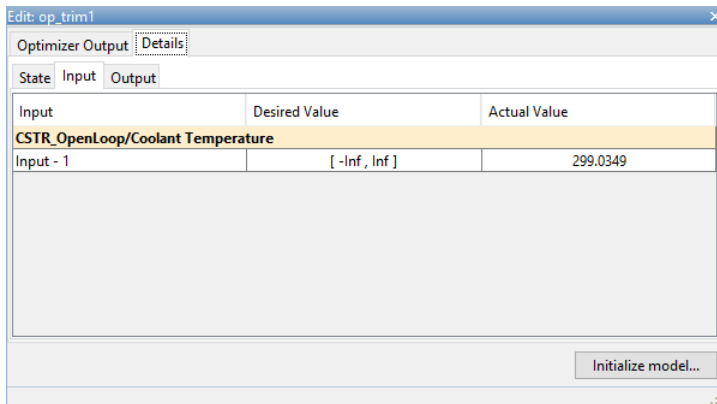 Edit: op_trim1
Optimizer Output Details
State Input Output
Input Desired Value Actual Value
CSTR_OpenLoop/Coolant Temperature
Input - 1 [ -Inf , Inf ] 299.0349
Initialize model...